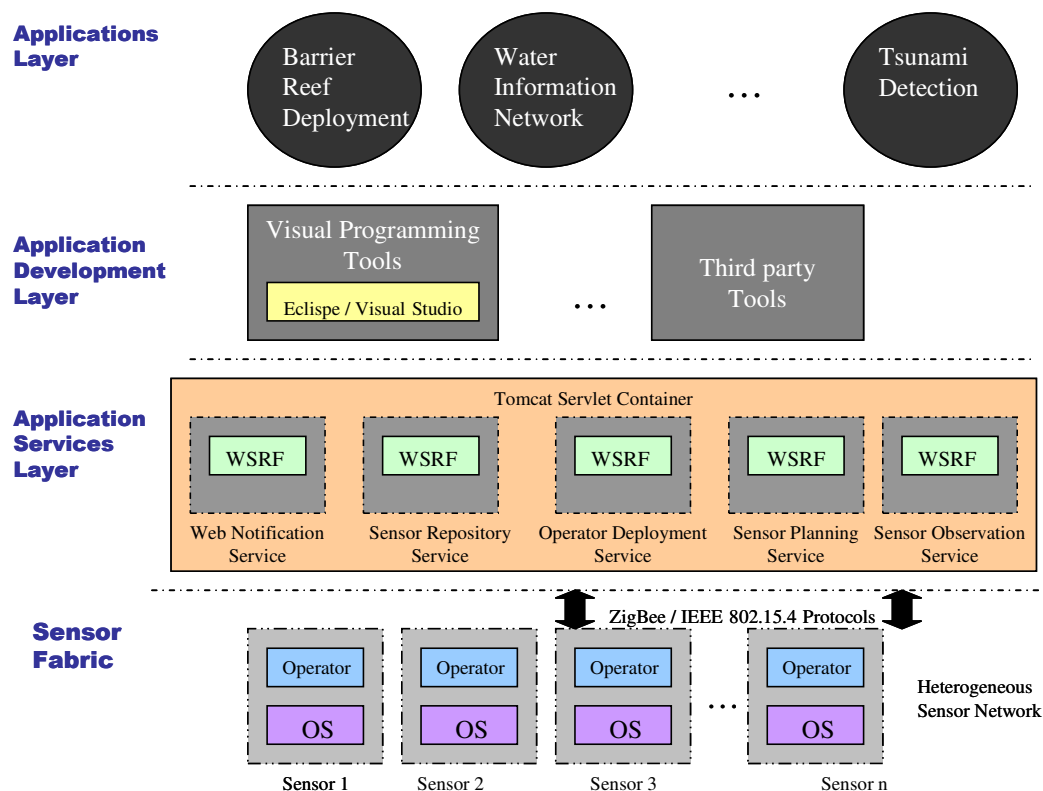 Applications
Layer
Barrier
Reef
Deployment
Water
Information
Network
...
Tsunami
Detection
Application
Development
Layer
Visual Programming
Tools
Eclispe / Visual Studio
...
Third party
Tools
Application
Services
Layer
Tomcat Servlet Container
WSRF
WSRF
WSRF
WSRF
WSRF
Web Notification
Service
Sensor Repository
Service
Operator Deployment
Service
Sensor Planning
Service
Sensor Observation
Service
ZigBee / IEEE 802.15.4 Protocols
Sensor
Fabric
Operator
Operator
Operator
Operator
OS
OS
OS
...
OS
Heterogeneous
Sensor Network
Sensor 1
Sensor 2
Sensor 3
Sensor n